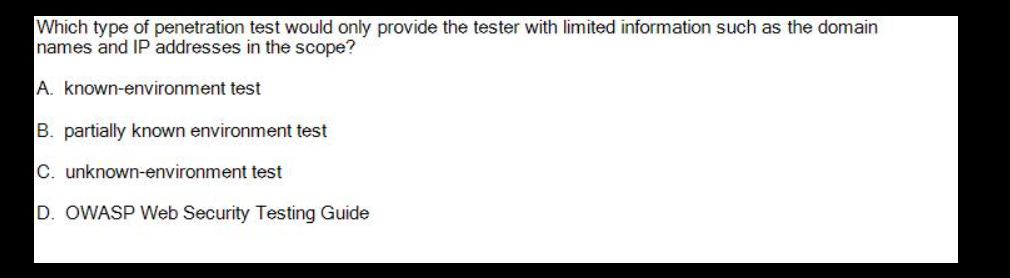 Which type of penetration test would only provide the tester with limited information such as the domain
names and IP addresses in the scope?
A. known-environment test
B. partially known environment test
C. unknown-environment test
D. OWASP Web Security Testing Guide